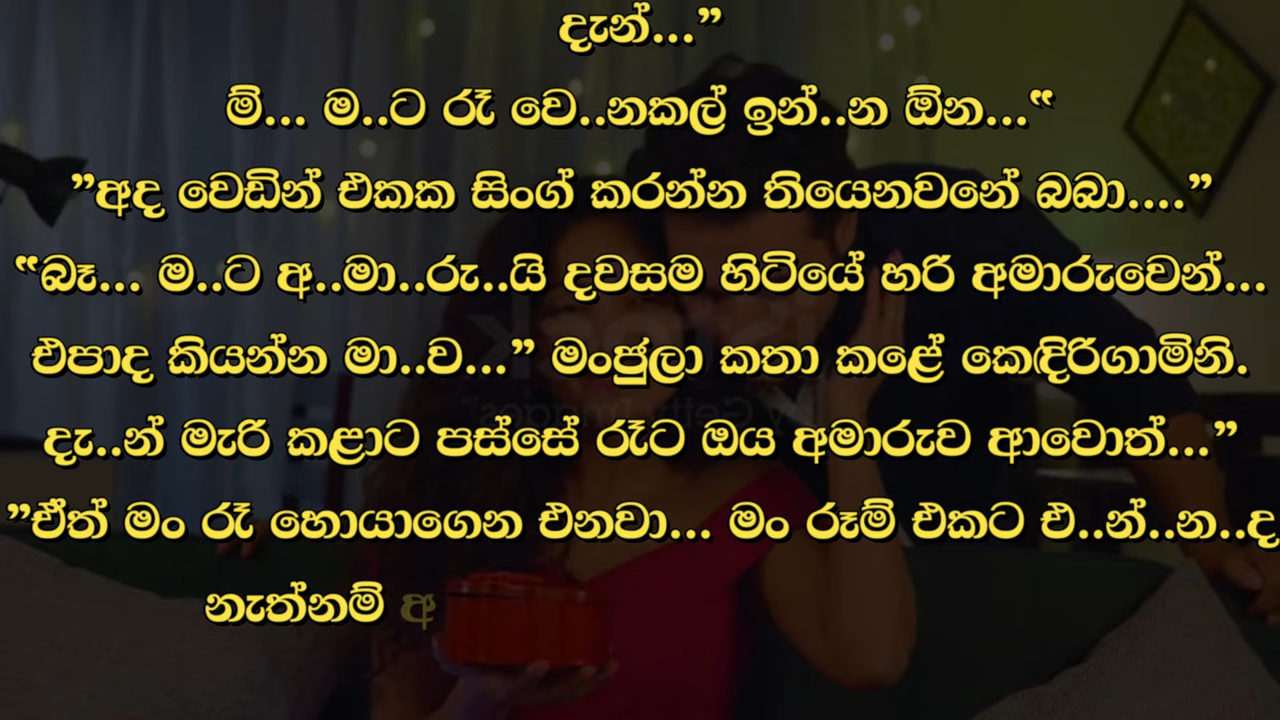 දැන්...”
ම්... ම..ට රෑ වෙ..නකල් ඉන්..න ඕන...“
”අද වෙඩින් එකක සිංග් කරන්න තියෙනවනේ බබා....”
“බෑ... ම..ට අ..මා..රු..යි දවසම හිටියේ හරි අමාරුවෙන්...
එපාද කියන්න මා..ව...” මංජුලා කතා කළේ කෙඳිරිගාමිනි.
දැ..න් මැරි කළාට පස්සේ රෑට ඔය අමාරුව ආවොත්...”
”ඒත් මං රෑ හොයාගෙන එනවා... මං රූම් එකට එ..න්..න..ද
නැත්නම් අ